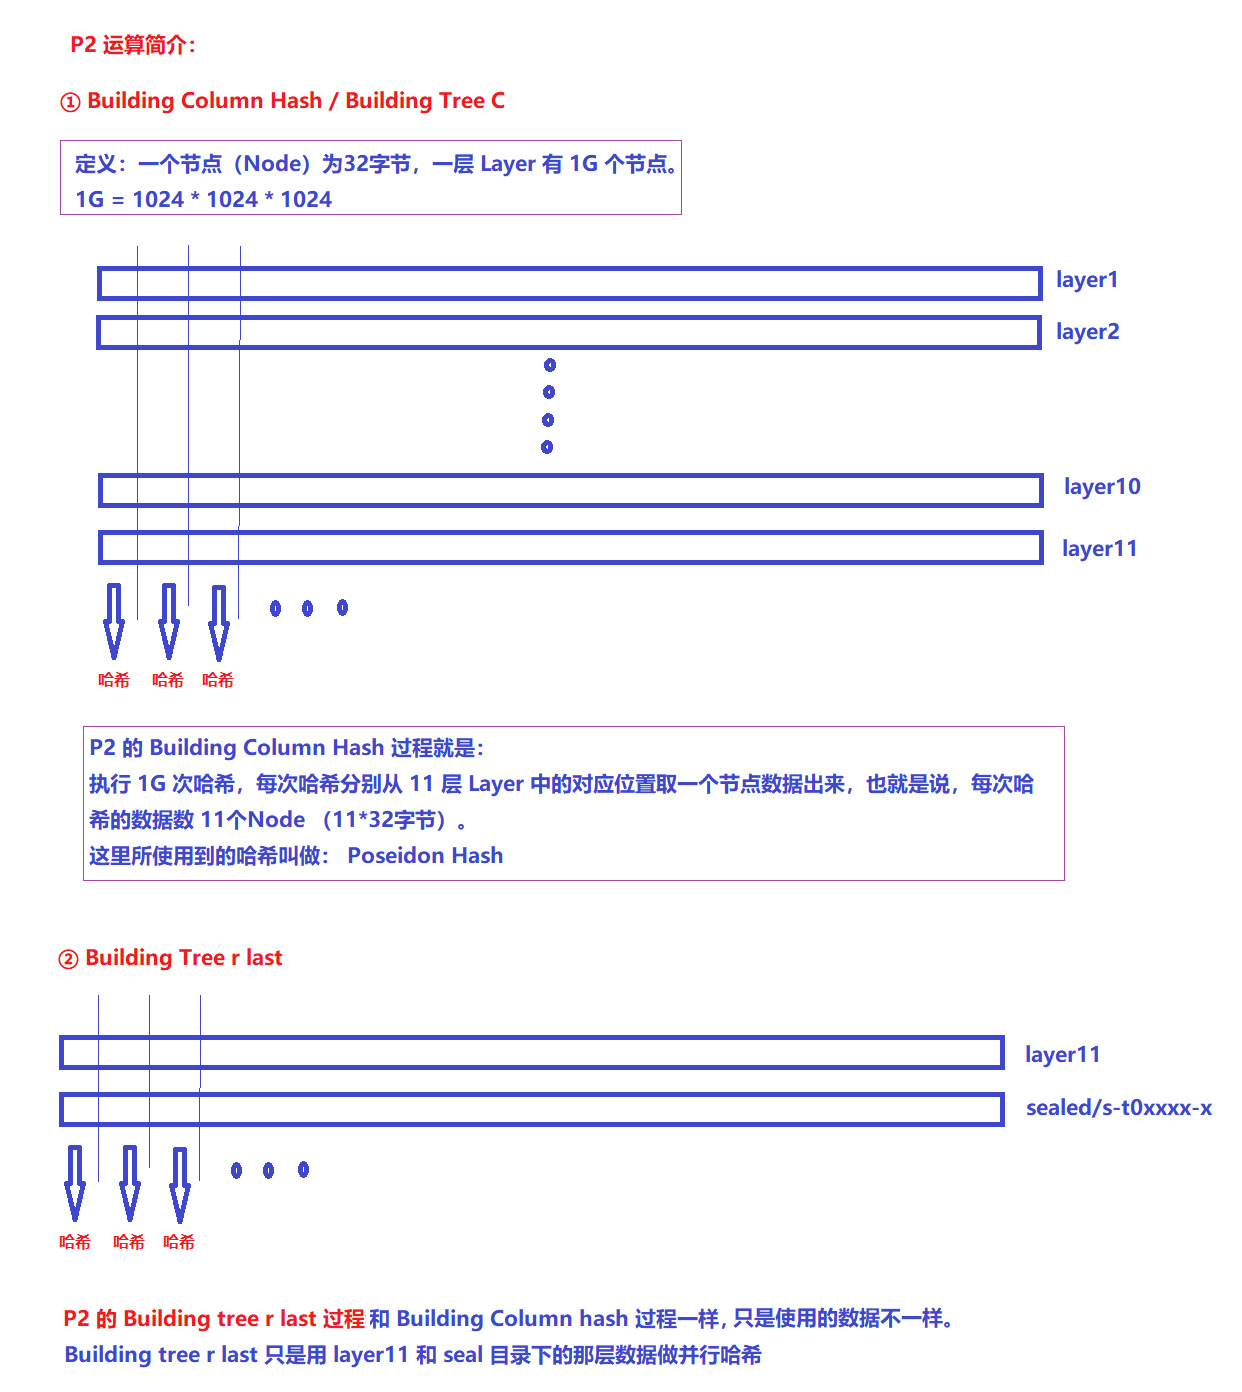 P2 运算简介：
① Building Column Hash / Building Tree C
定义：一个节点（Node）为32字节，一层 Layer 有 1G 个节点。
1G = 1024 * 1024 * 1024
layer1
layer2
layer10
layer11
哈希 哈希 哈希
P2 的 Building Column Hash 过程就是：
执行 1G 次哈希，每次哈希分别从 11 层 Layer 中的对应位置取一个节点数据出来，也就是说，每次哈
希的数据数 11个Node （11*32字节）。
这里所使用到的哈希叫做： Poseidon Hash
② Building Tree r last
layer11
sealed/s-t0xxxx-x
哈希 哈希 哈希
P2 的 Building tree r last 过程 和 Building Column hash 过程一样，只是使用的数据不一样。
Building tree r last 只是用 layer11 和 seal 目录下的那层数据做并行哈希